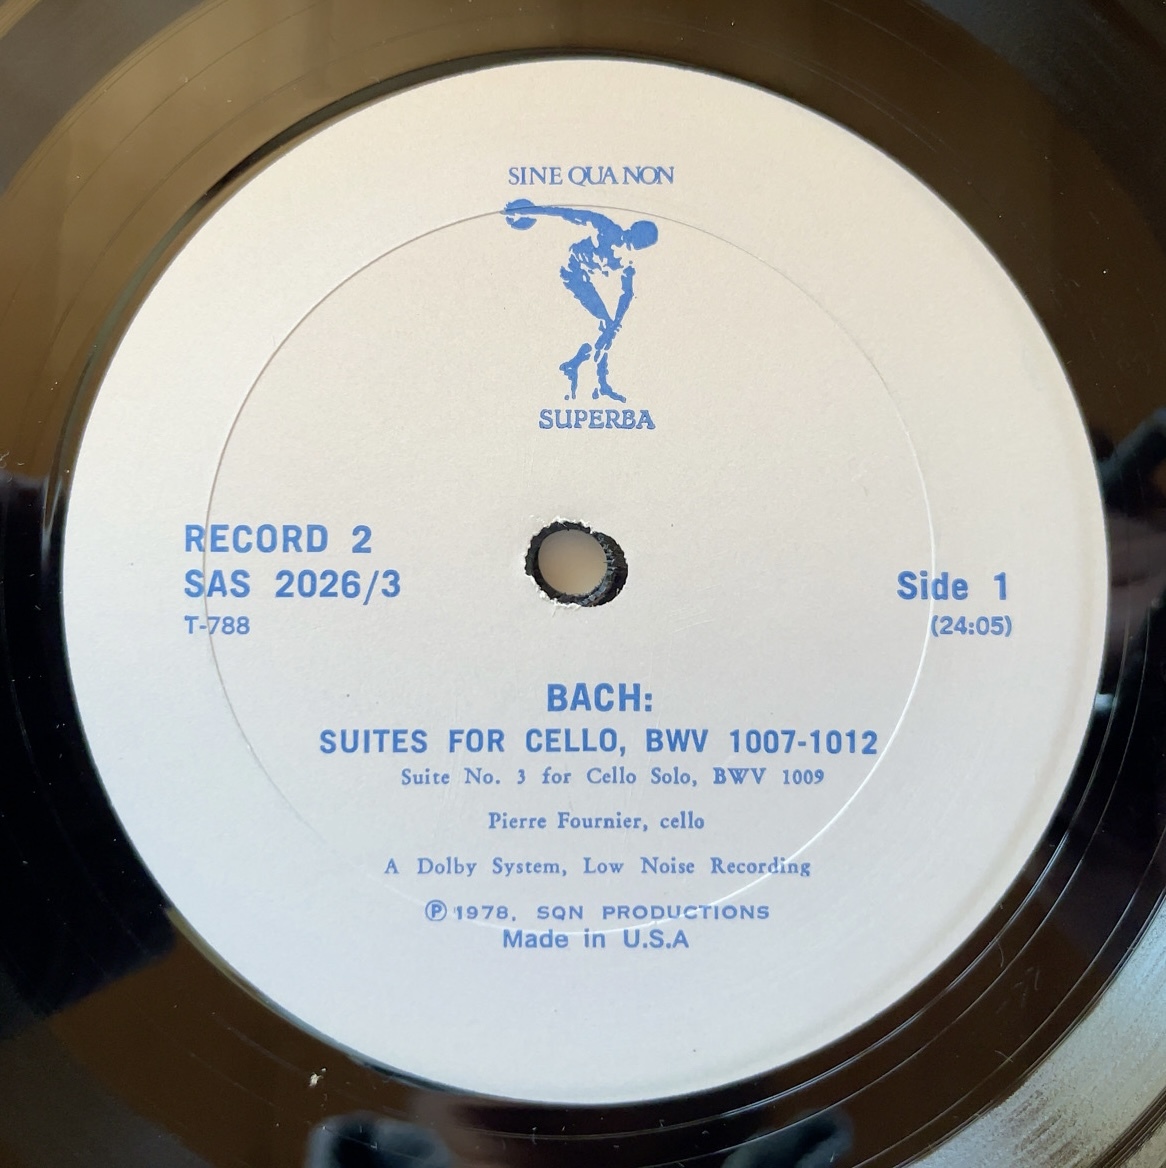 SINE QUA NON
SUPERBA
RECORD 2
SAS 2026/3
T-788
Side 1
(24:05)
BACH:
SUITES FOR CELLO, BWV 1007-1012
Suite No. 3 for Cello Solo, BWV 1009
Pierre Fournier, cello
A Dolby System, Low Noise Recording
Ⓟ 1978, SQN PRODUCTIONS
Made in U.S.A